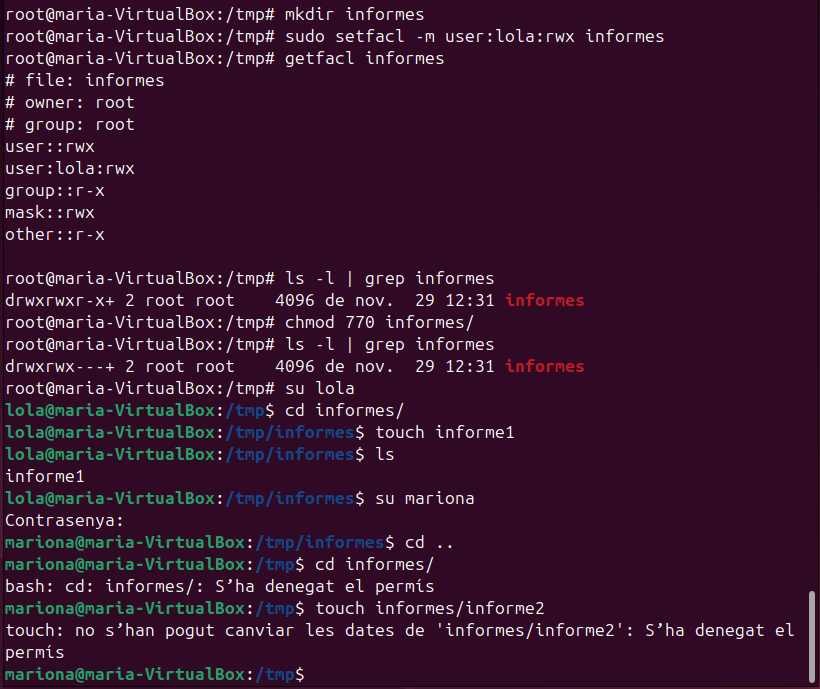 root@maria-VirtualBox:/tmp# mkdir informes
root@maria-VirtualBox:/tmp# sudo setfacl -m user:lola:rwx informes
root@maria-VirtualBox:/tmp# getfacl informes
# file: informes
# owner: root
# group: root
user::rwx
user:lola:rwx
group::r-x
mask::rwx
other::r-x

root@maria-VirtualBox:/tmp# ls -l | grep informes
drwxrwxr-x+ 2 root root    4096 de nov.  29 12:31 informes
root@maria-VirtualBox:/tmp# chmod 770 informes/
root@maria-VirtualBox:/tmp# ls -l | grep informes
drwxrwx---+ 2 root root    4096 de nov.  29 12:31 informes
root@maria-VirtualBox:/tmp# su lola
lola@maria-VirtualBox:/tmp$ cd informes/
lola@maria-VirtualBox:/tmp/informes$ touch informe1
lola@maria-VirtualBox:/tmp/informes$ ls
informe1
lola@maria-VirtualBox:/tmp/informes$ su mariona
Contrasenya:
mariona@maria-VirtualBox:/tmp/informes$ cd ..
mariona@maria-VirtualBox:/tmp$ cd informes/
bash: cd: informes/: S’ha denegat el permís
mariona@maria-VirtualBox:/tmp$ touch informes/informe2
touch: no s’han pogut canviar les dates de 'informes/informe2': S’ha denegat el
permís
mariona@maria-VirtualBox:/tmp$